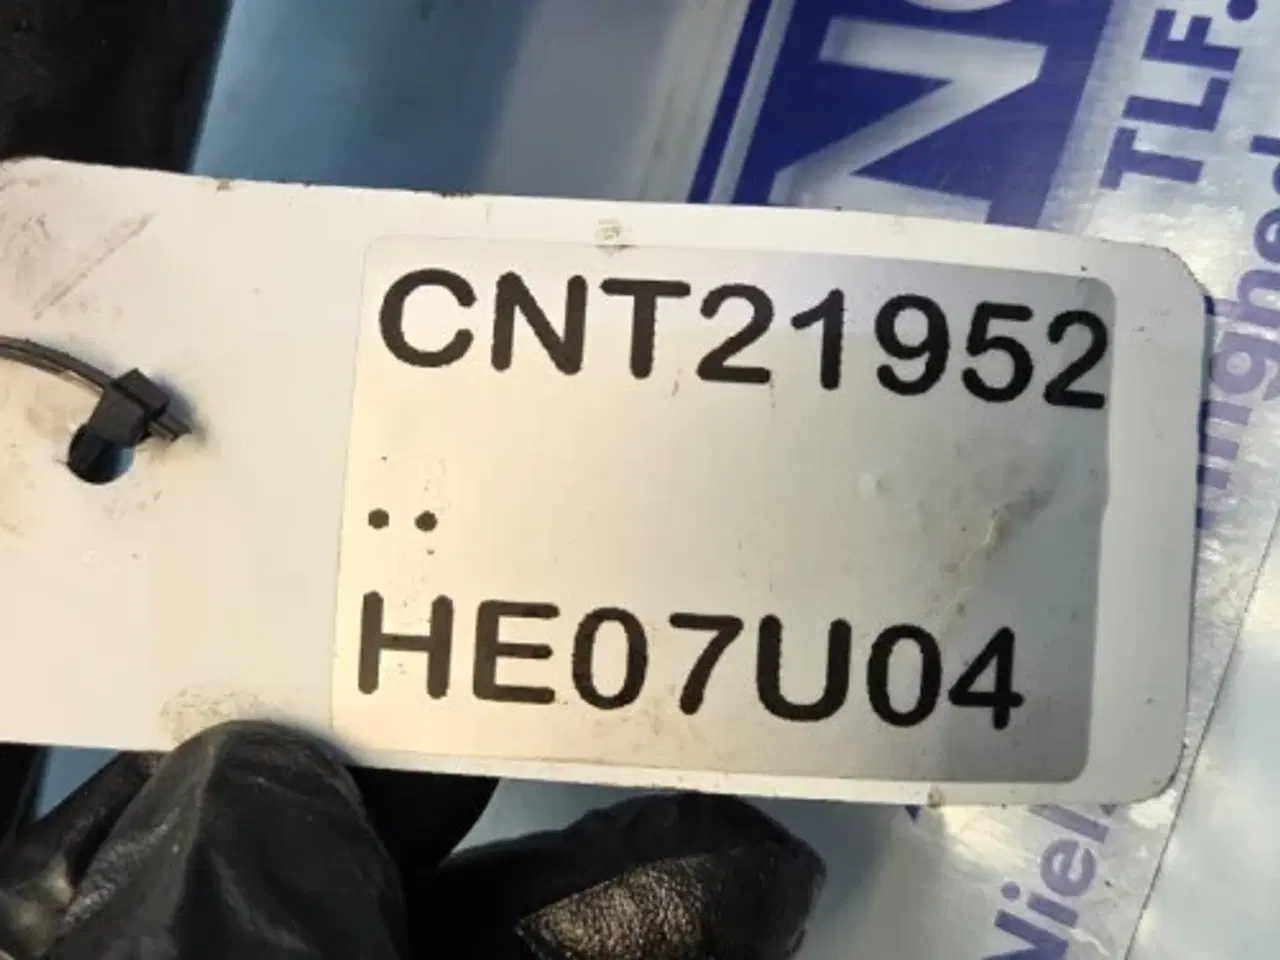 CNT21952
..
HE07U04
TLF.